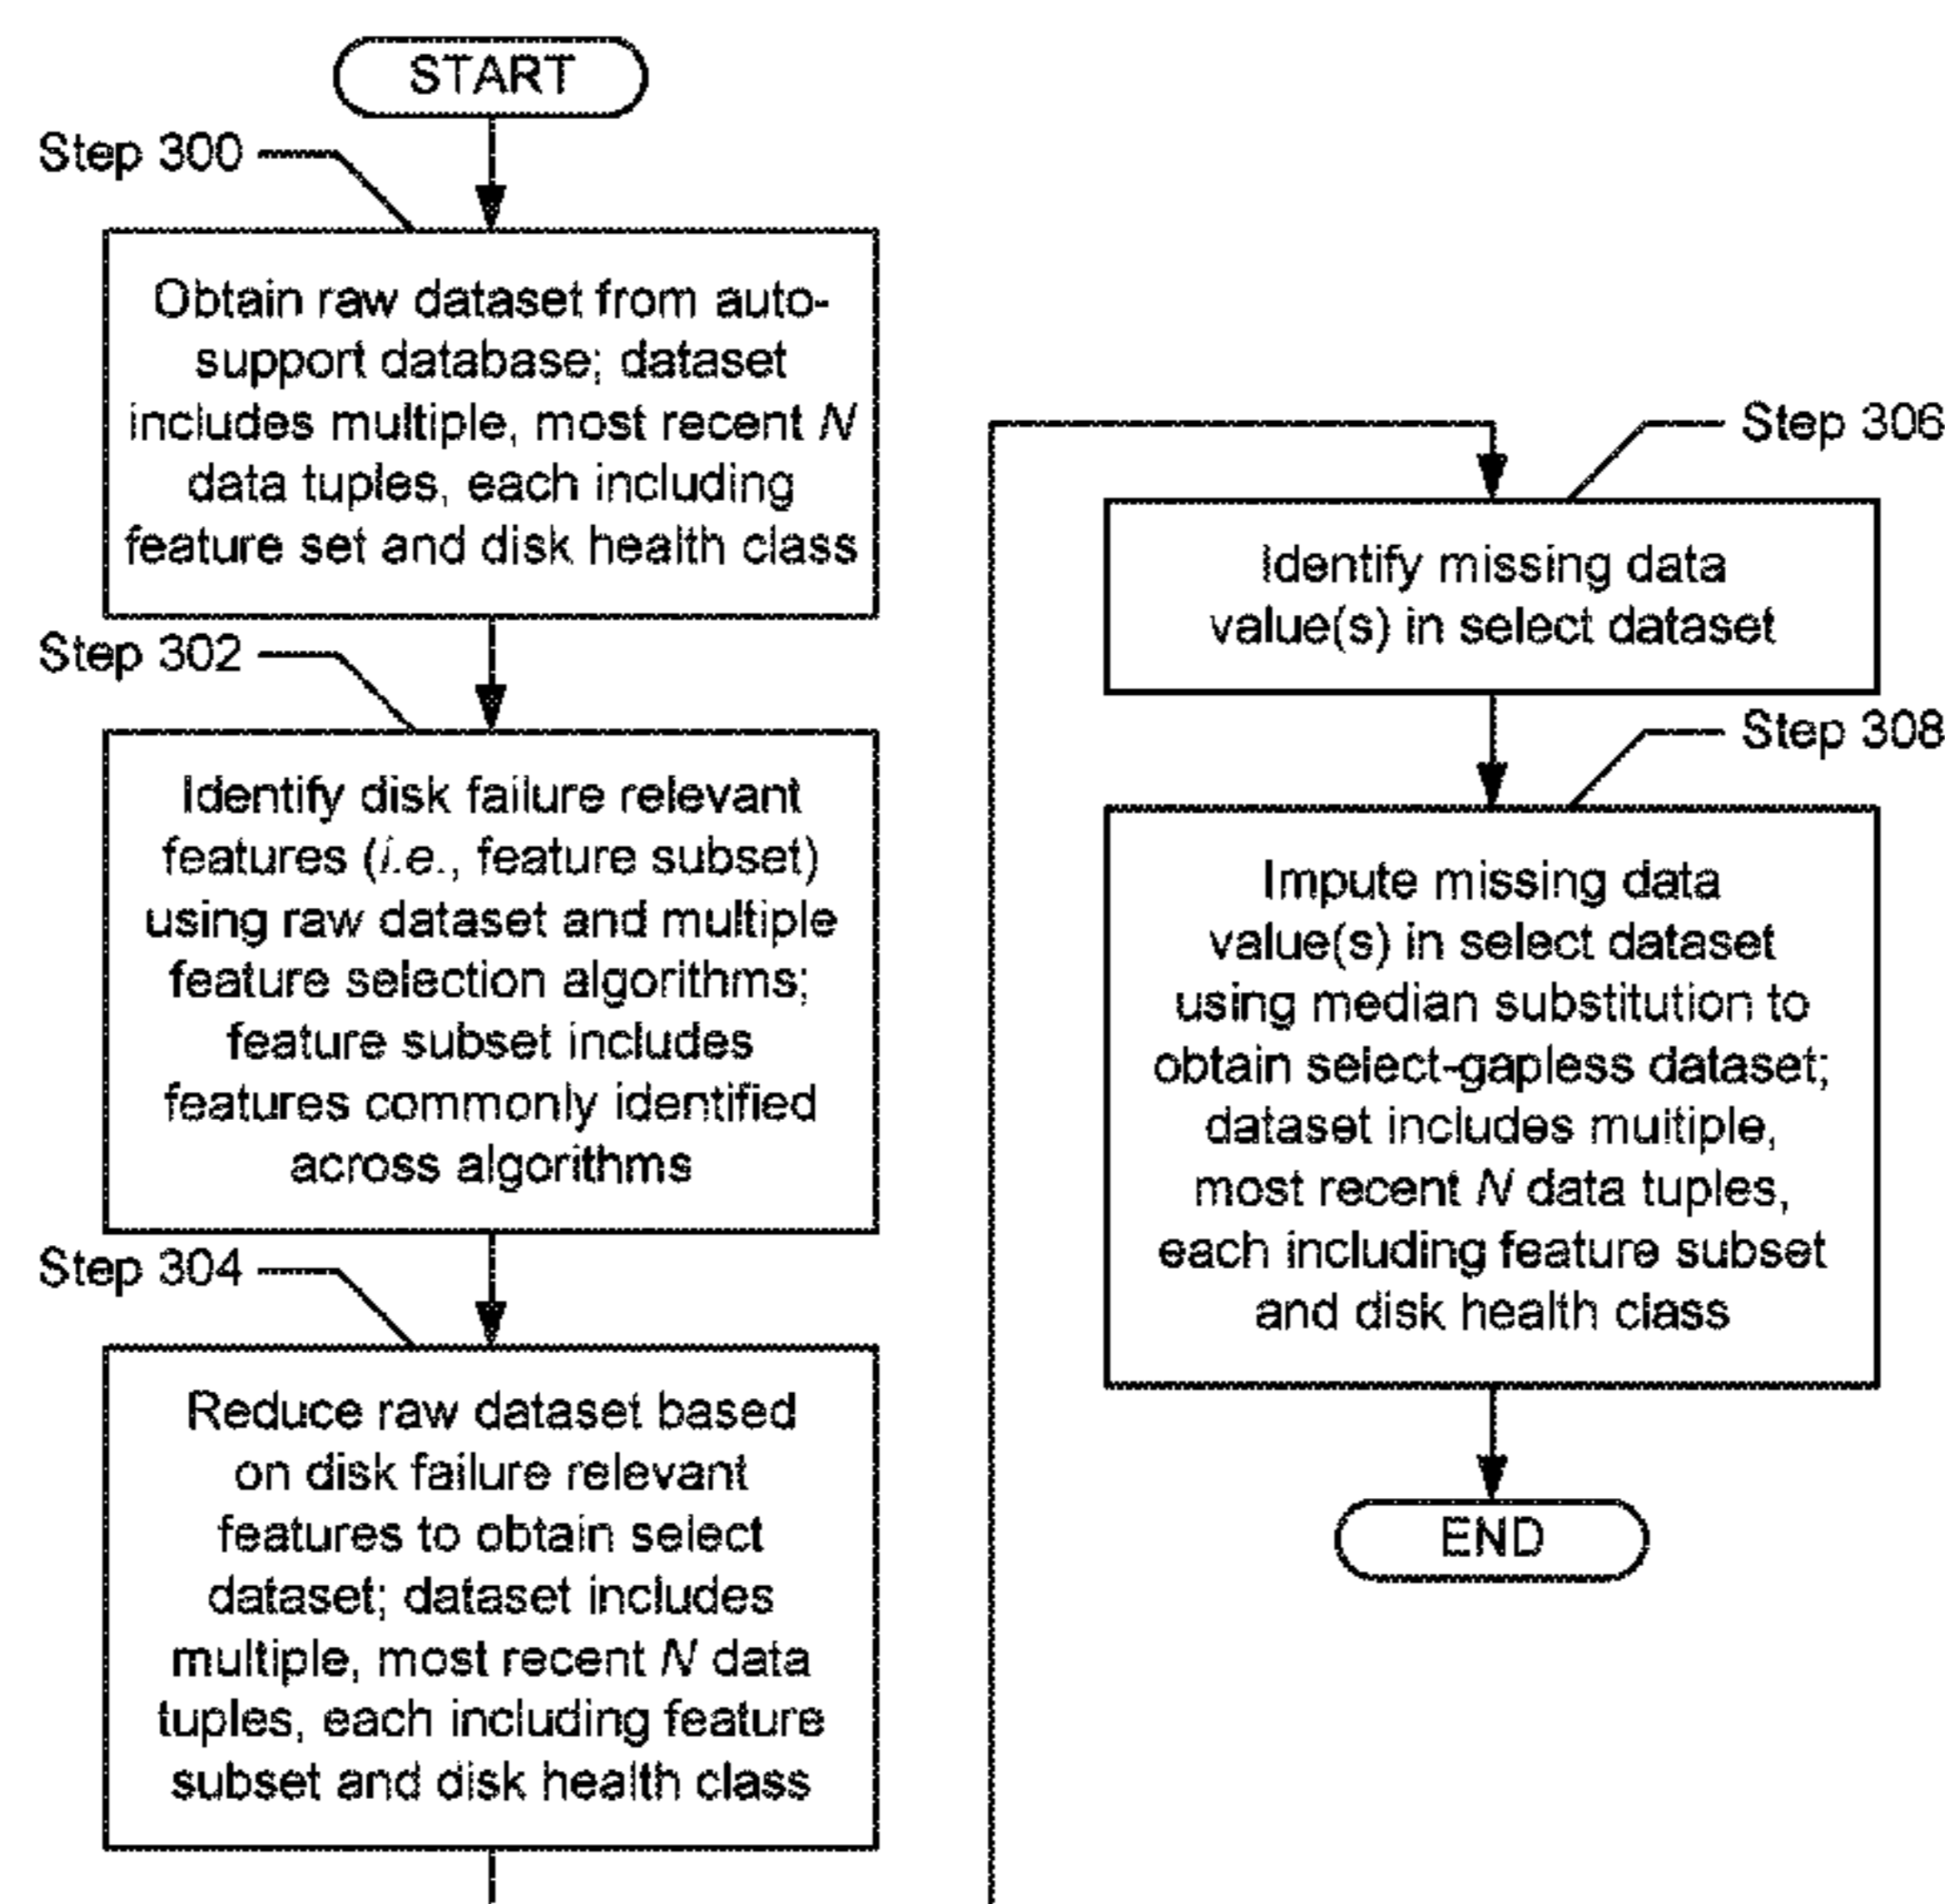 START
Step 300
Obtain raw dataset from auto-
support database; dataset
includes multiple, most recent N
data tuples, each including
feature set and disk health class
Step 302
Identify disk failure relevant
features (i.e., feature subset)
using raw dataset and multiple
feature selection algorithms;
feature subset includes
features commonly identified
across algorithms
Step 304
Reduce raw dataset based
on disk failure relevant
features to obtain select
dataset; dataset includes
multiple, most recent N data
tuples, each including feature
subset and disk health class
Step 306
Identify missing data
value(s) in select dataset
Step 308
Impute missing data
value(s) in select dataset
using median substitution to
obtain select-gapless dataset;
dataset includes multiple,
most recent N data tuples,
each including feature subset
and disk health class
END